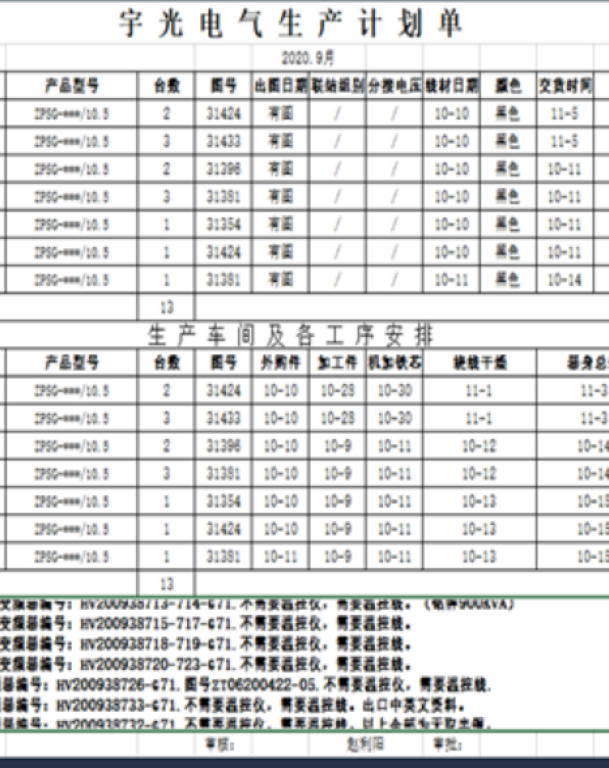 宇光电气生产计划单
2020.9月
产品型号 台数 图号 出图日期 联结组别 分接电压 线材日期 颜色 交货时间
ZPSG-***/10.5 2 31424 有图 / / 10-10 黑色 11-5
ZPSG-***/10.5 3 31433 有图 / / 10-10 黑色 11-5
ZPSG-***/10.5 2 31396 有图 / / 10-10 黑色 10-11
ZPSG-***/10.5 3 31381 有图 / / 10-10 黑色 10-11
ZPSG-***/10.5 1 31354 有图 / / 10-10 黑色 10-11
ZPSG-***/10.5 1 31424 有图 / / 10-10 黑色 10-11
ZPSG-***/10.5 1 31381 有图 / / 10-11 黑色 10-14
13
生产车间及各工序安排
产品型号 台数 图号 外购件 加工件 机加铁芯 绕线干燥 器身总
ZPSG-***/10.5 2 31424 10-10 10-28 10-30 11-1 11-3
ZPSG-***/10.5 3 31433 10-10 10-28 10-30 11-1 11-3
ZPSG-***/10.5 2 31396 10-10 10-9 10-11 10-12 10-14
ZPSG-***/10.5 3 31381 10-10 10-9 10-11 10-12 10-14
ZPSG-***/10.5 1 31354 10-10 10-9 10-11 10-13 10-15
ZPSG-***/10.5 1 31424 10-10 10-9 10-11 10-13 10-15
ZPSG-***/10.5 1 31381 10-11 10-9 10-11 10-13 10-15
13
变频器编号: HV200938713-714-G71.不需要温控仪, 需要温控线。
变频器编号: HV200938715-717-G71.不需要温控仪, 需要温控线。
变频器编号: HV200938718-719-G71.不需要温控仪, 需要温控线。
变频器编号: HV200938720-723-G71.不需要温控仪, 需要温控线。
器编号: HV200938726-G71.图号ZT06200422-05.不需要温控仪, 需要温控线.
器编号: HV200938733-G71.不需要温控仪, 需要温控线。出口中英文资料。
器编号: HV200938732-G71.不需要温控仪, 需要温控线.
审核: 赵利阳 审批: